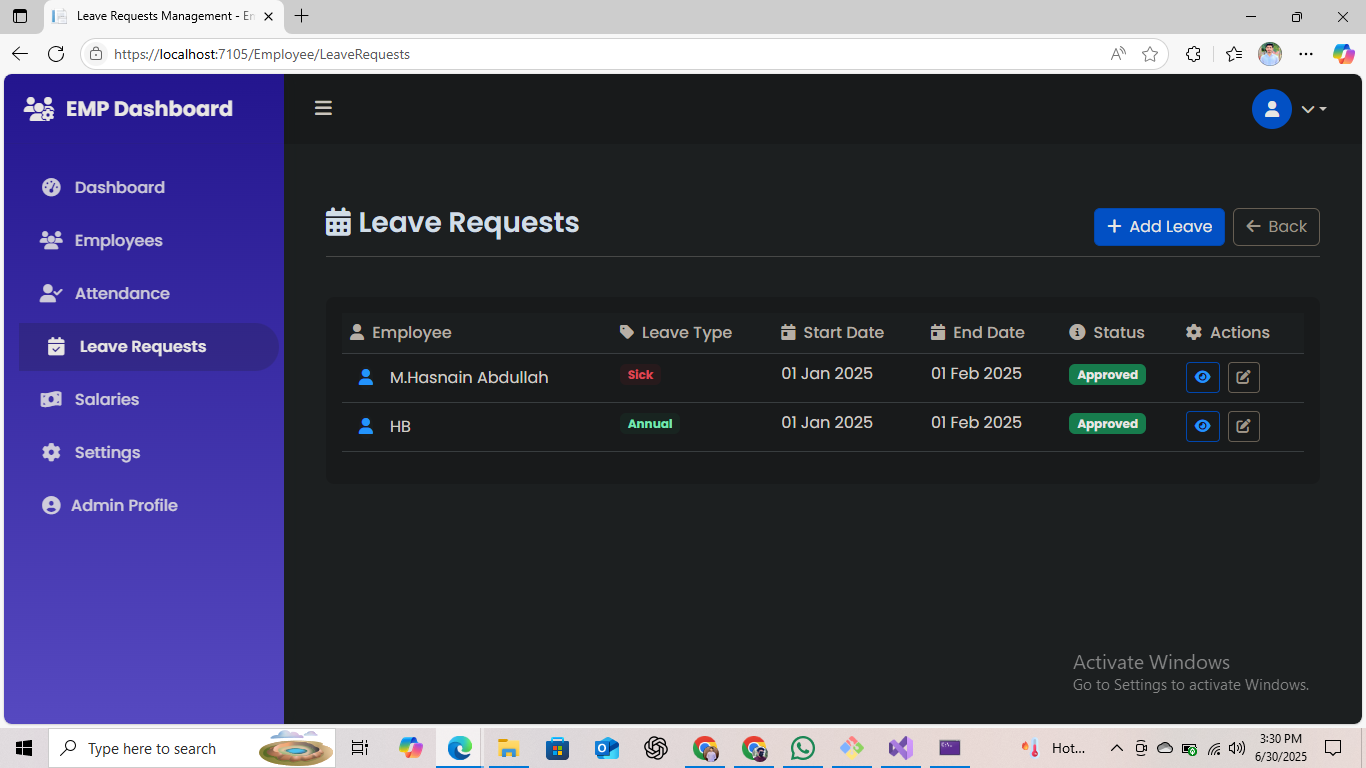 Leave Requests Management - En
https://localhost:7105/Employee/LeaveRequests
EMP Dashboard
Dashboard
Employees
Attendance
Leave Requests
Salaries
Settings
Admin Profile
Leave Requests
Add Leave
Back
Employee Leave Type Start Date End Date Status Actions
M.Hasnain Abdullah Sick 01 Jan 2025 01 Feb 2025 Approved
HB Annual 01 Jan 2025 01 Feb 2025 Approved
Activate Windows
Go to Settings to activate Windows.
Type here to search
Hot...
3:30 PM
6/30/2025